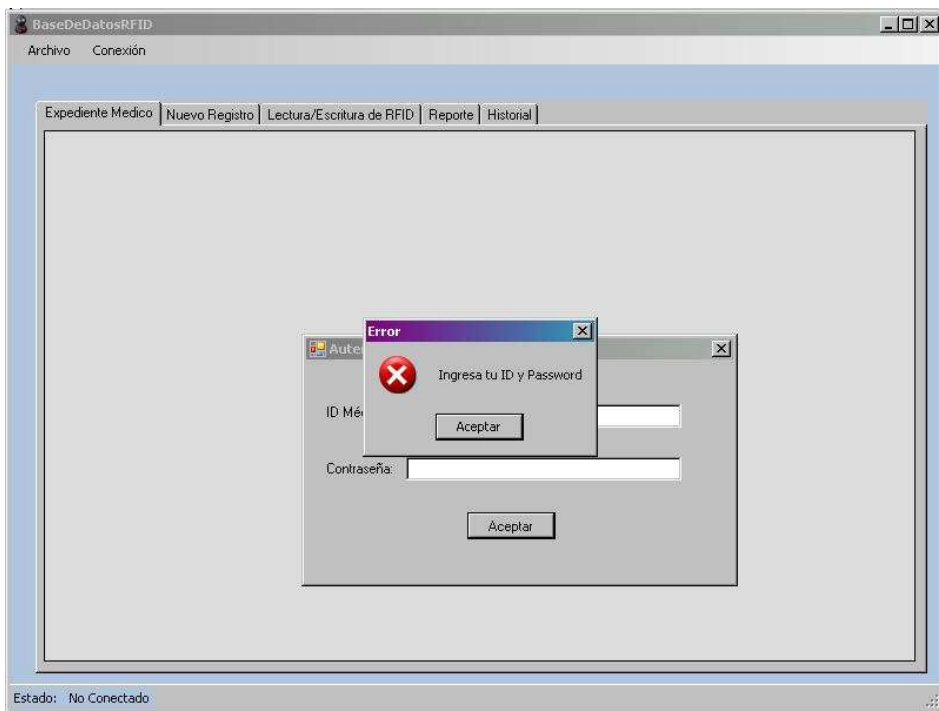 BaseDeDatosRFID
Archivo Conexión
Expediente Medico Nuevo Registro Lectura/Escritura de RFID Reporte Historial
Error
Ingresa tu ID y Password
Aceptar
ID
Contraseña:
Aceptar
Estado: No Conectado